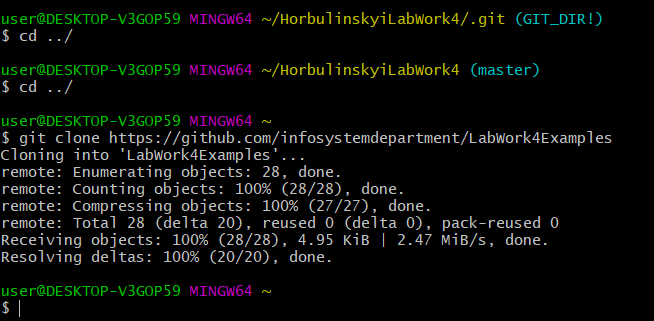 user@DESKTOP-V3GOP59 MINGW64 ~/HorbulinskyiLabWork4/.git (GIT_DIR!)
$ cd ../
user@DESKTOP-V3GOP59 MINGW64 ~/HorbulinskyiLabWork4 (master)
$ cd ../
user@DESKTOP-V3GOP59 MINGW64 ~
$ git clone https://github.com/infosystemdepartment/LabWork4Examples
Cloning into 'LabWork4Examples'...
remote: Enumerating objects: 28, done.
remote: Counting objects: 100% (28/28), done.
remote: Compressing objects: 100% (27/27), done.
remote: Total 28 (delta 20), reused 0 (delta 0), pack-reused 0
Receiving objects: 100% (28/28), 4.95 KiB | 2.47 MiB/s, done.
Resolving deltas: 100% (20/20), done.
user@DESKTOP-V3GOP59 MINGW64 ~
$